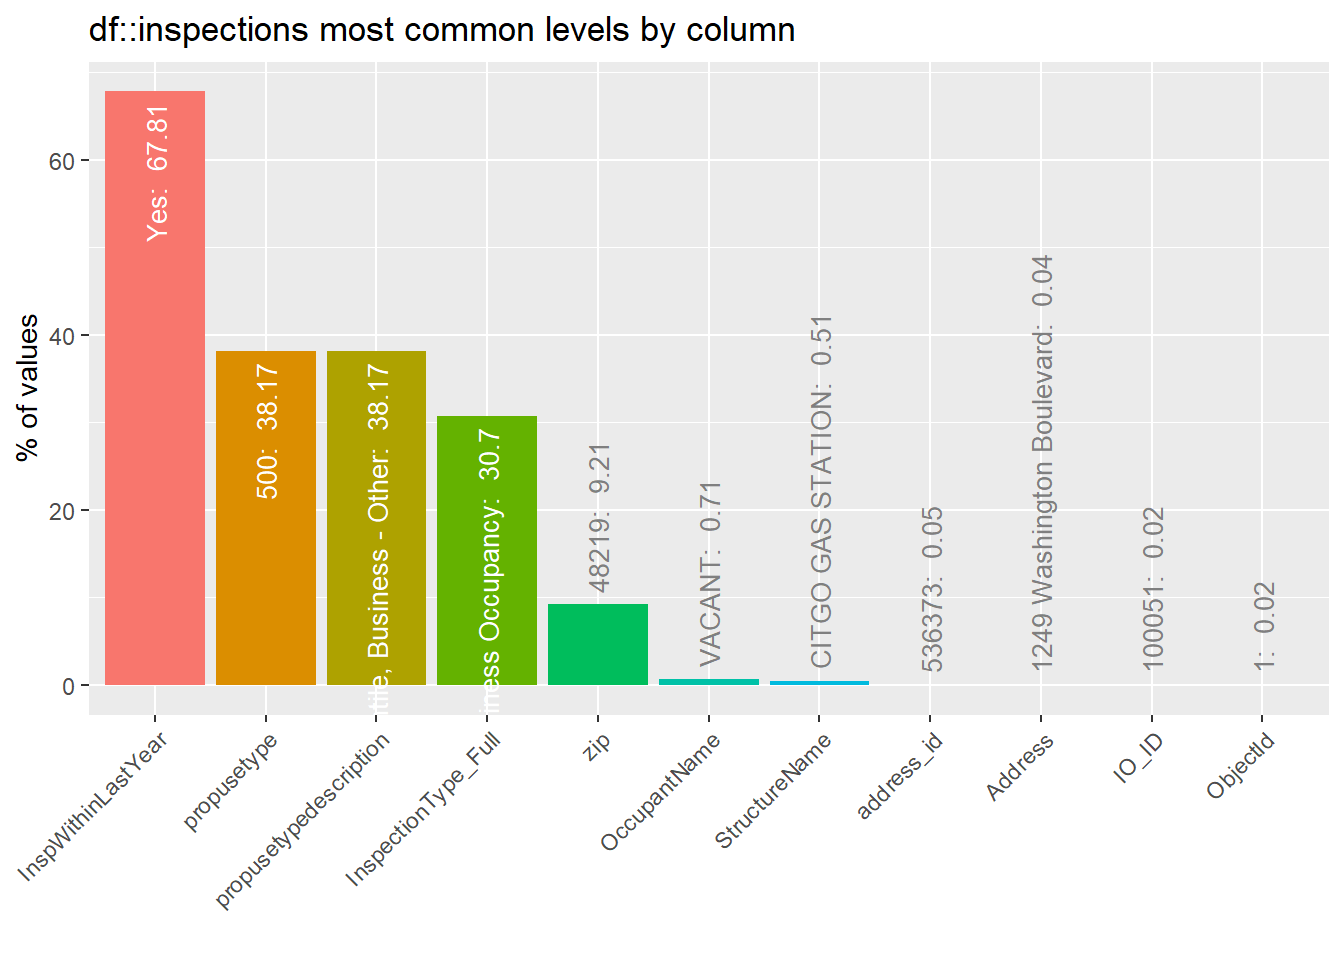 df::inspections most common levels by column
% of values
60
40
20
0
Yes: 67.81
500: 38.17
Business - Other: 38.17
Occupancy: 30.7
48219: 9.21
VACANT: 0.71
CITGO GAS STATION: 0.51
536373: 0.05
1249 Washington Boulevard: 0.04
100051: 0.02
1: 0.02
InspWithinLastYear
propusetype
propusetypedescription
InspectionType_Full
zip
OccupantName
StructureName
address_id
Address
IO_ID
ObjectId